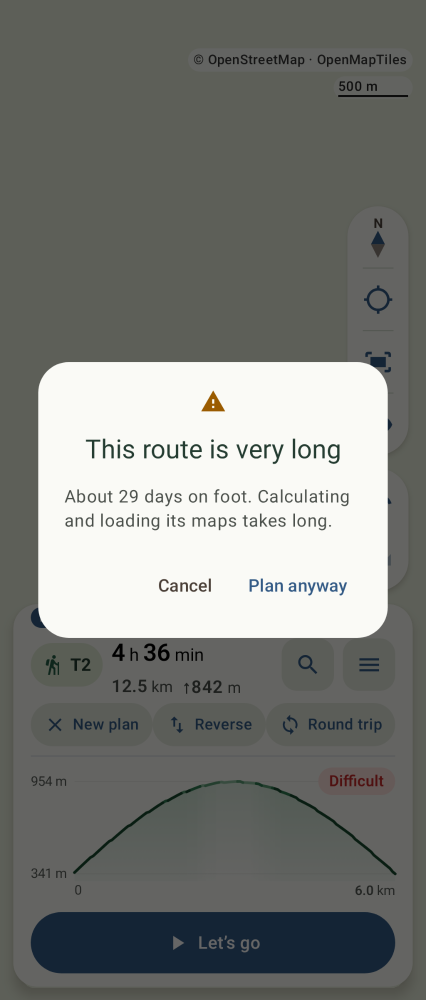 © OpenStreetMap · OpenMapTiles
500 m
N
This route is very long
About 29 days on foot. Calculating
and loading its maps takes long.
Cancel
Plan anyway
T2
4 h 36 min
12.5 km ↑842 m
New plan
Reverse
Round trip
954 m
Difficult
341 m
0
6.0 km
Let’s go